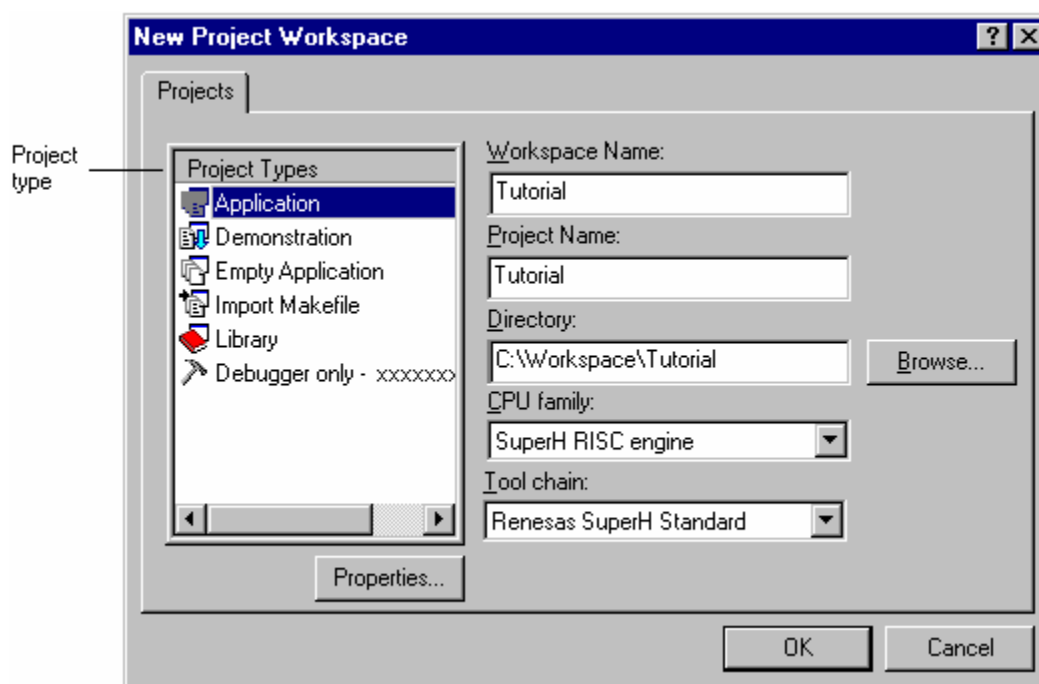 New Project Workspace
Projects
Project
type
Project Types
Application
Demonstration
Empty Application
Import Makefile
Library
Debugger only - xxxxxxx
Workspace Name:
Tutorial
Project Name:
Tutorial
Directory:
C:\Workspace\Tutorial
Browse...
CPU family:
SuperH RISC engine
Tool chain:
Renesas SuperH Standard
Properties...
OK
Cancel